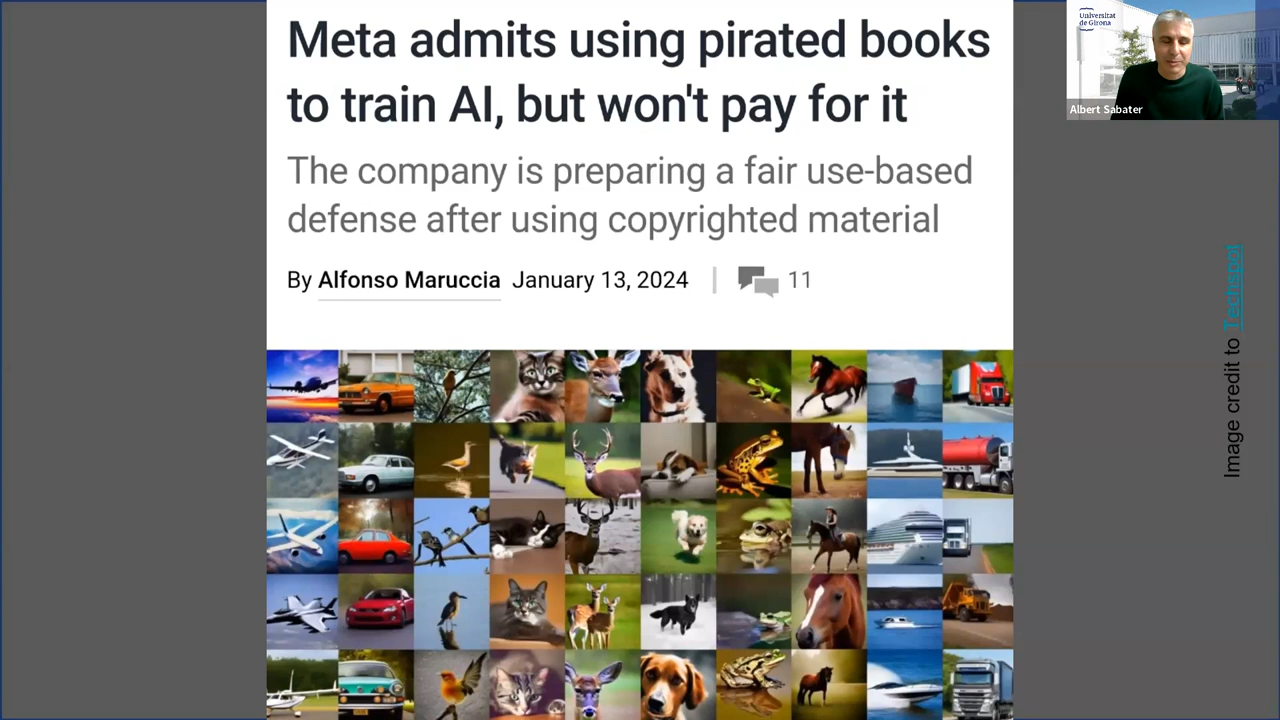 Meta admits using pirated books
to train AI, but won't pay for it
The company is preparing a fair use-based
defense after using copyrighted material
By Alfonso Maruccia January 13, 2024 11
Universitat
de Girona
Albert Sabater
Image credit to Techspot